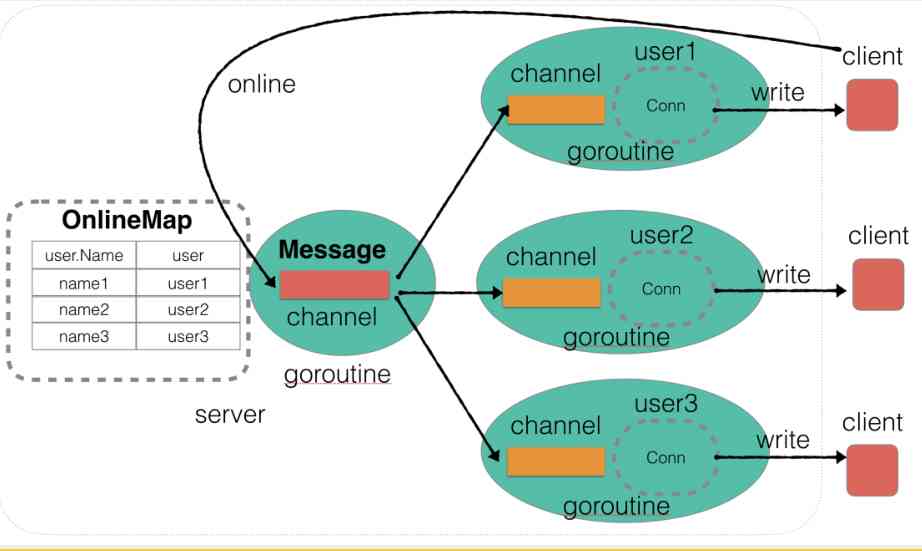 online
OnlineMap
user.Name user
name1 user1
name2 user2
name3 user3
server
Message
channel
goroutine
user1
channel
Conn
goroutine
write
client
user2
channel
Conn
goroutine
write
client
user3
channel
Conn
goroutine
write
client